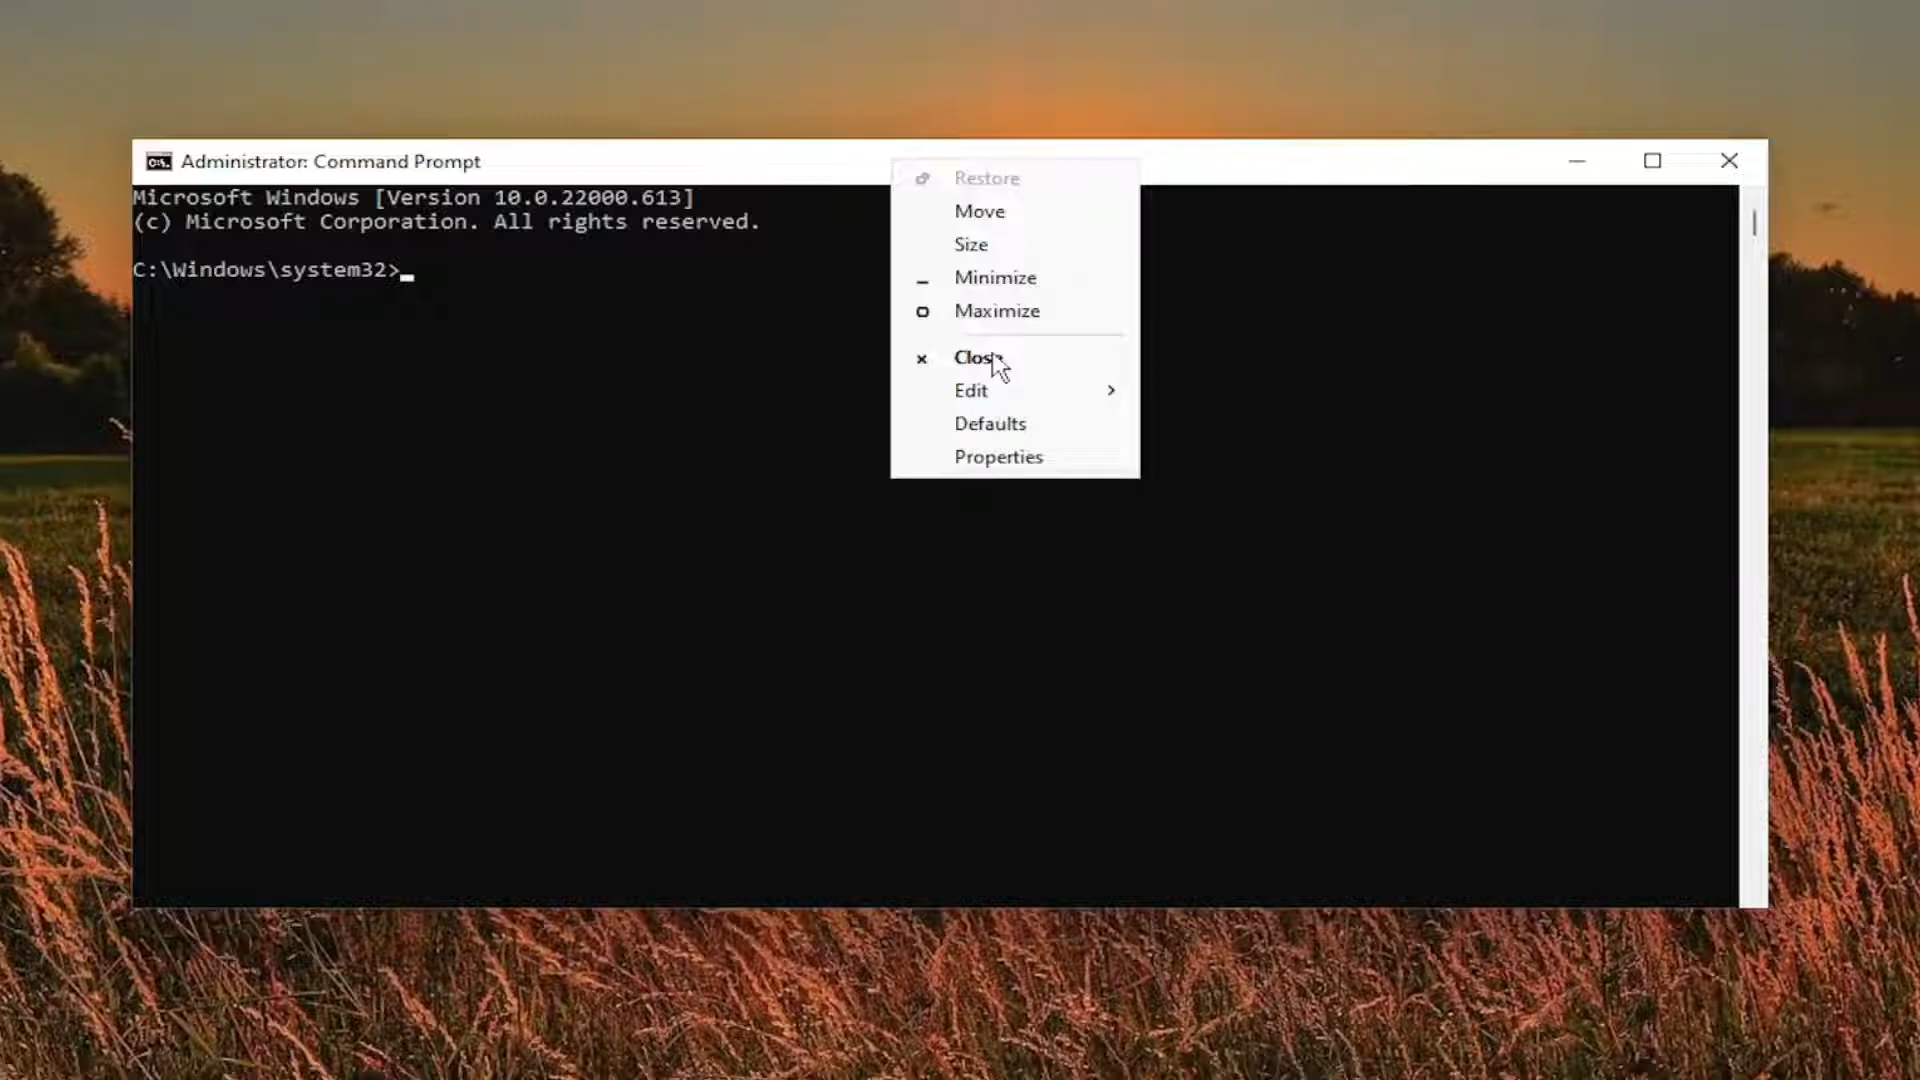 Administrator: Command Prompt
Microsoft Windows [Version 10.0.22000.613]
(c) Microsoft Corporation. All rights reserved.
C:\Windows\system32>
Restore
Move
Size
Minimize
Maximize
Close
Edit
Defaults
Properties